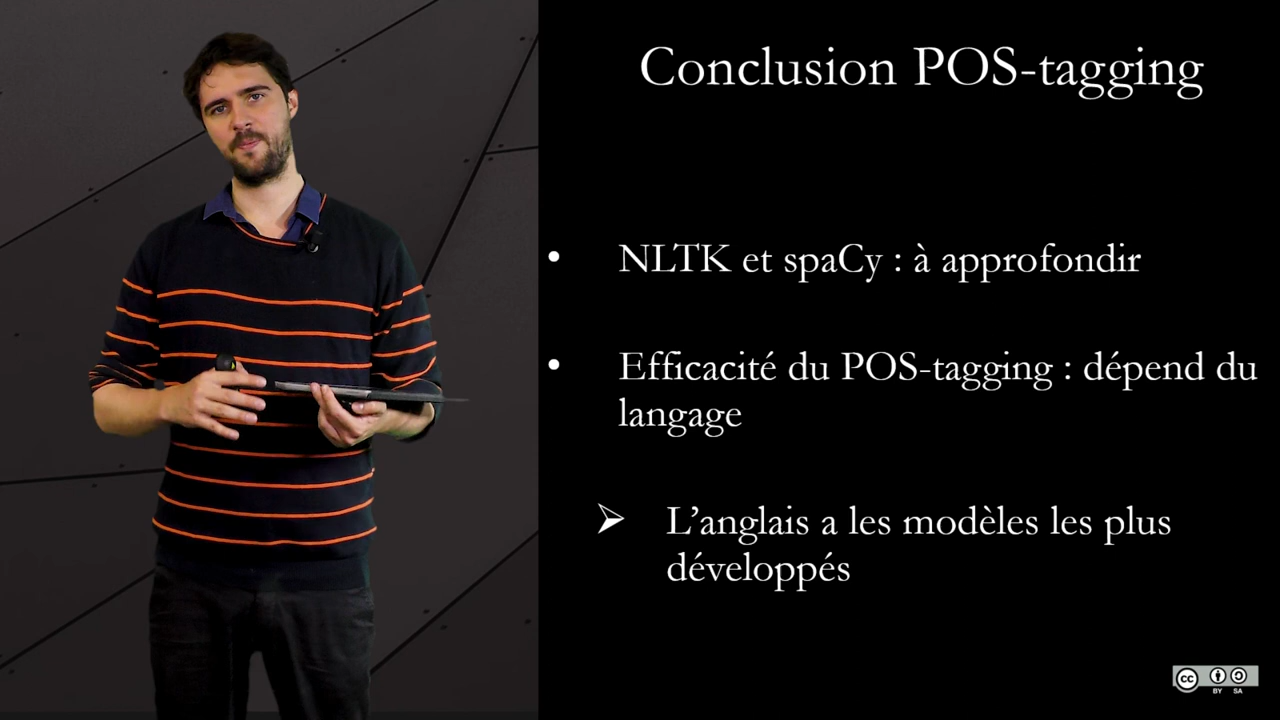 Conclusion POS-tagging
• NLTK et spaCy : à approfondir
• Efficacité du POS-tagging : dépend du
langage
➢ L’anglais a les modèles les plus
développés
cc BY SA